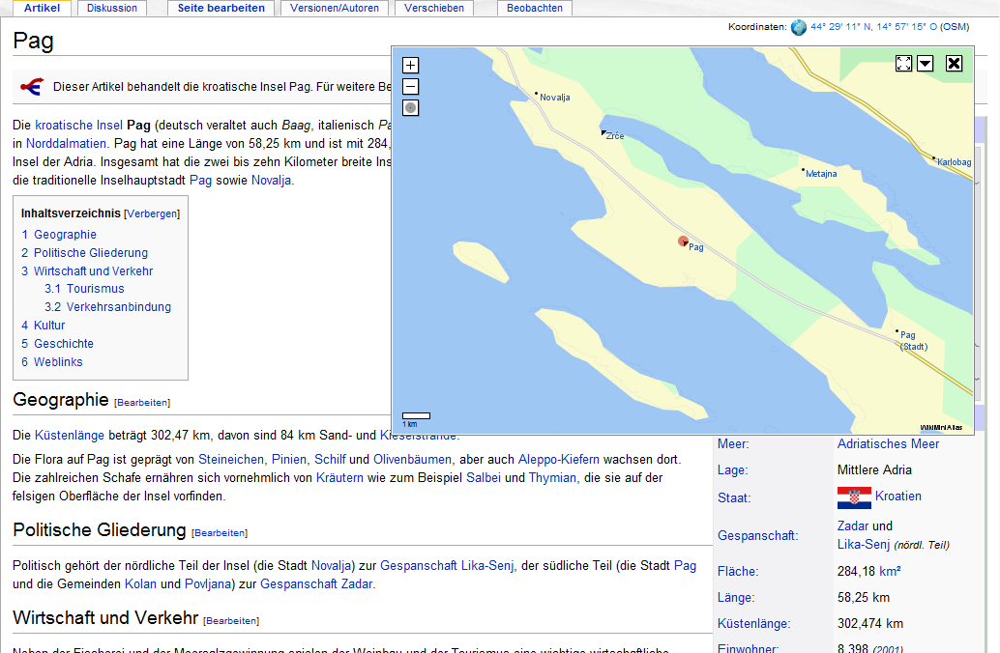 Artikel Diskussion Seite bearbeiten Versionen/Autoren Verschieben Beobachten
Koordinaten: 44° 29′ 11″ N, 14° 57′ 15″ O (OSM)
Pag
Dieser Artikel behandelt die kroatische Insel Pag. Für weitere Be
Die kroatische Insel Pag (deutsch veraltet auch Baag, italienisch Pa
in Norddalmatien. Pag hat eine Länge von 58,25 km und ist mit 284,
Insel der Adria. Insgesamt hat die zwei bis zehn Kilometer breite Ins
die traditionelle Inselhauptstadt Pag sowie Novalja.
Inhaltsverzeichnis [Verbergen]
1 Geographie
2 Politische Gliederung
3 Wirtschaft und Verkehr
3.1 Tourismus
3.2 Verkehrsanbindung
4 Kultur
5 Geschichte
6 Weblinks
Novalja
Zrće
Karlobag
Metajna
Pag
Pag
(Stadt)
1 km
WikiMiniAtlas
Geographie [Bearbeiten]
Die Küstenlänge beträgt 302,47 km, davon sind 84 km Sand- und Kieselstrände.
Die Flora auf Pag ist geprägt von Steineichen, Pinien, Schilf und Olivenbäumen, aber auch Aleppo-Kiefern wachsen dort.
Die zahlreichen Schafe ernähren sich vornehmlich von Kräutern wie zum Beispiel Salbei und Thymian, die sie auf der
felsigen Oberfläche der Insel vorfinden.
Politische Gliederung [Bearbeiten]
Politisch gehört der nördliche Teil der Insel (die Stadt Novalja) zur Gespanschaft Lika-Senj, der südliche Teil (die Stadt Pag
und die Gemeinden Kolan und Povljana) zur Gespanschaft Zadar.
Wirtschaft und Verkehr [Bearbeiten]
Neben der Fischerei und der Meersalzgewinnung spielen der Weinbau und der Tourismus eine wichtige wirtschaftliche
Meer: Adriatisches Meer
Lage: Mittlere Adria
Staat: Kroatien
Gespanschaft: Zadar und
Lika-Senj (nördl. Teil)
Fläche: 284,18 km²
Länge: 58,25 km
Küstenlänge: 302,474 km
Einwohner: 8.398 (2001)